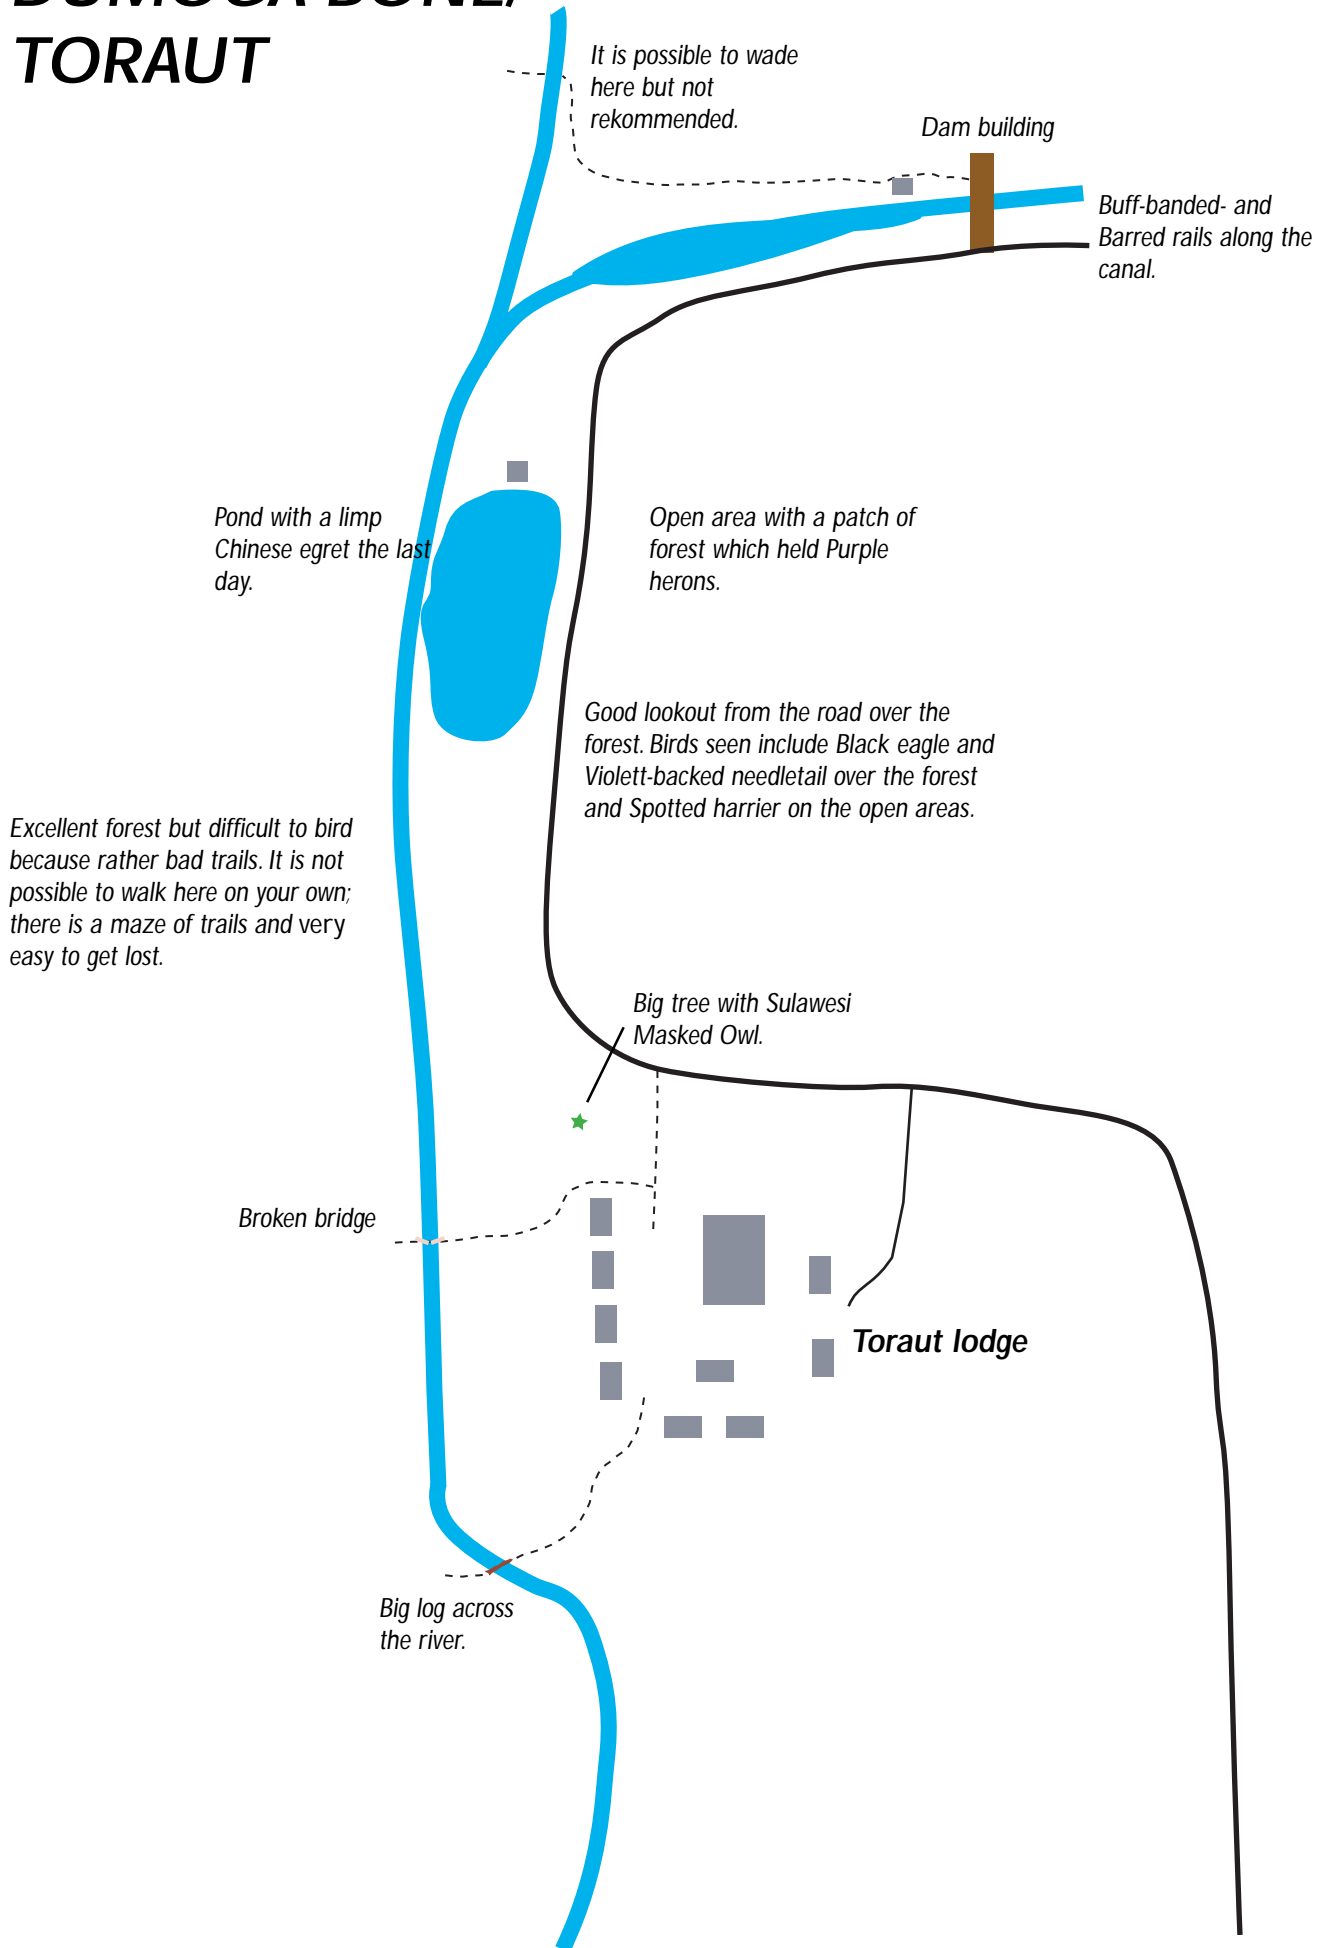 DUMOGA BONE/
TORAUT
It is possible to wade
here but not
rekommended.
Dam building
Buff-banded- and
Barred rails along the
canal.
Pond with a limp
Chinese egret the last
day.
Open area with a patch of
forest which held Purple
herons.
Good lookout from the road over the
forest. Birds seen include Black eagle and
Violett-backed needletail over the forest
and Spotted harrier on the open areas.
Excellent forest but difficult to bird
because rather bad trails. It is not
possible to walk here on your own;
there is a maze of trails and very
easy to get lost.
Big tree with Sulawesi
Masked Owl.
Broken bridge
Toraut lodge
Big log across
the river.